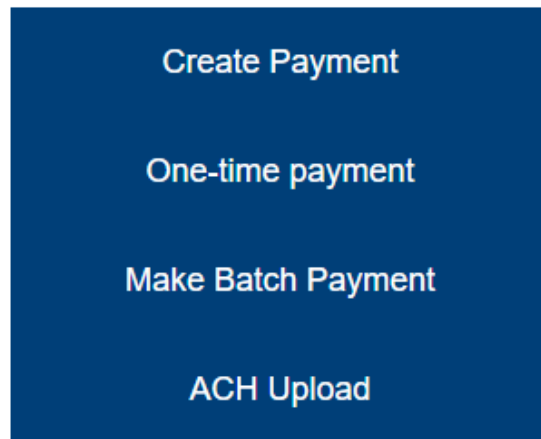 Create Payment
One-time payment
Make Batch Payment
ACH Upload